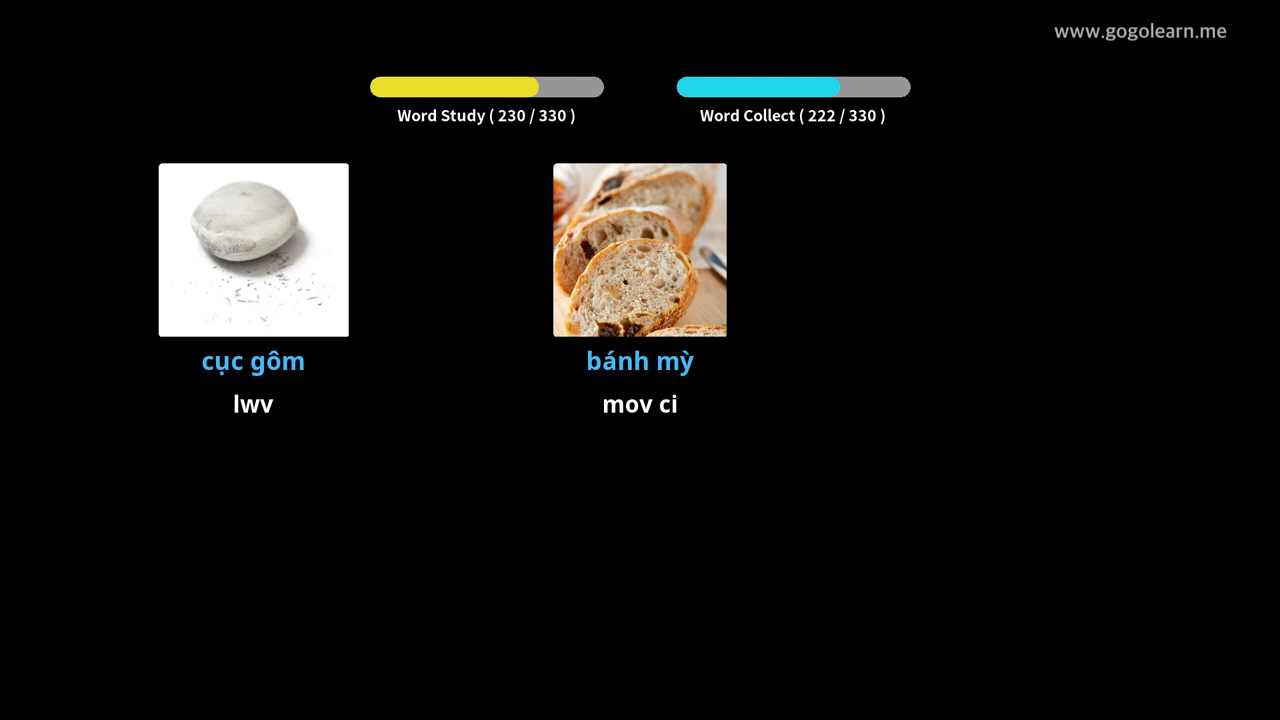 www.gogolearn.me
Word Study ( 230 / 330 )
Word Collect ( 222 / 330 )
cục gôm
bánh mỳ
lwv
mov ci